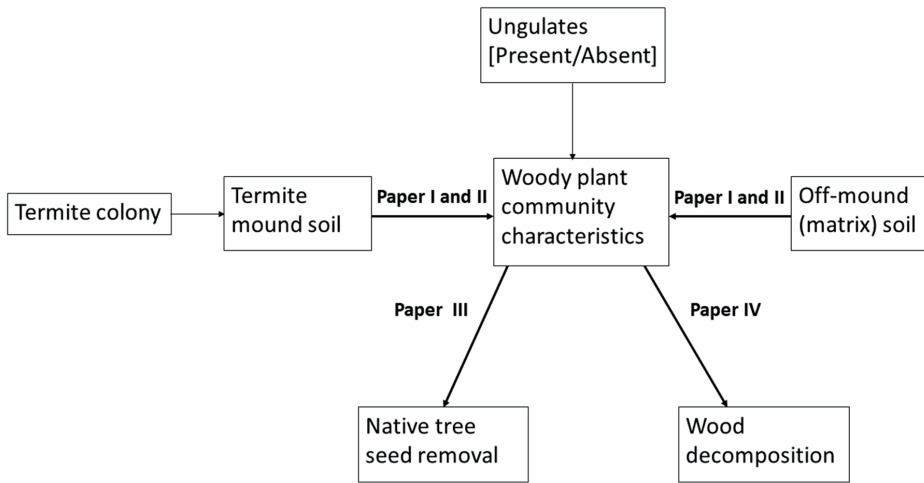 Ungulates
[Present/Absent]
Termite colony
Termite
mound soil
Paper I and II
Woody plant
community
characteristics
Paper I and II
Off-mound
(matrix) soil
Paper III
Paper IV
Native tree
seed removal
Wood
decomposition